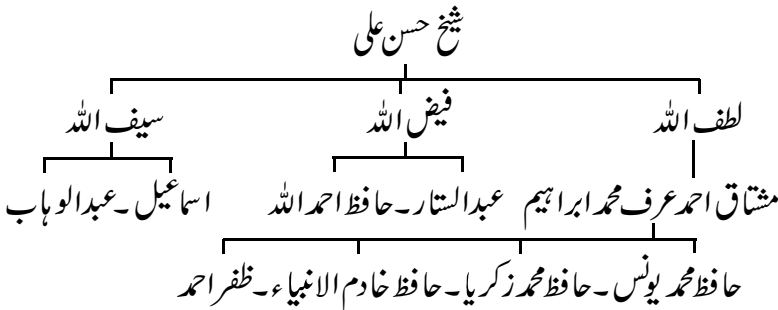 شیخ حسن علی
لطف اللہ فیض اللہ سیف اللہ
مشتاق احمد عرف محمد ابراہیم عبدالستار۔حافظ احمد اللہ اسماعیل۔عبدالوہاب
حافظ محمد یونس۔حافظ محمد زکریا۔حافظ خادم الانبیاء۔ظفر احمد